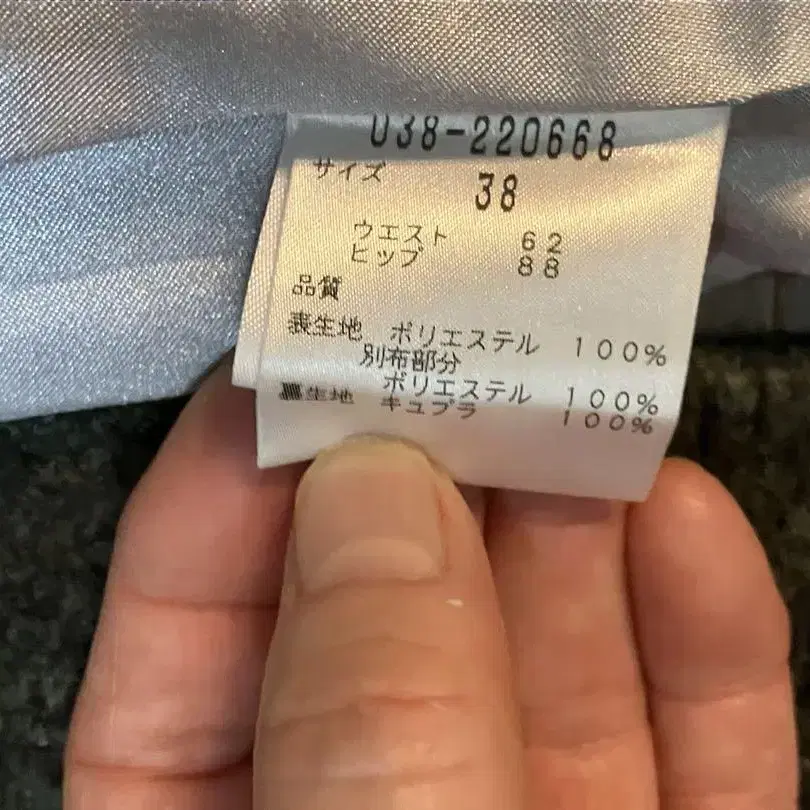 038-220668
サイズ 38
ウエスト 62
ヒップ 88
品質
表生地 ポリエステル 100%
別布部分
ポリエステル 100%
裏生地 キュプラ 100%